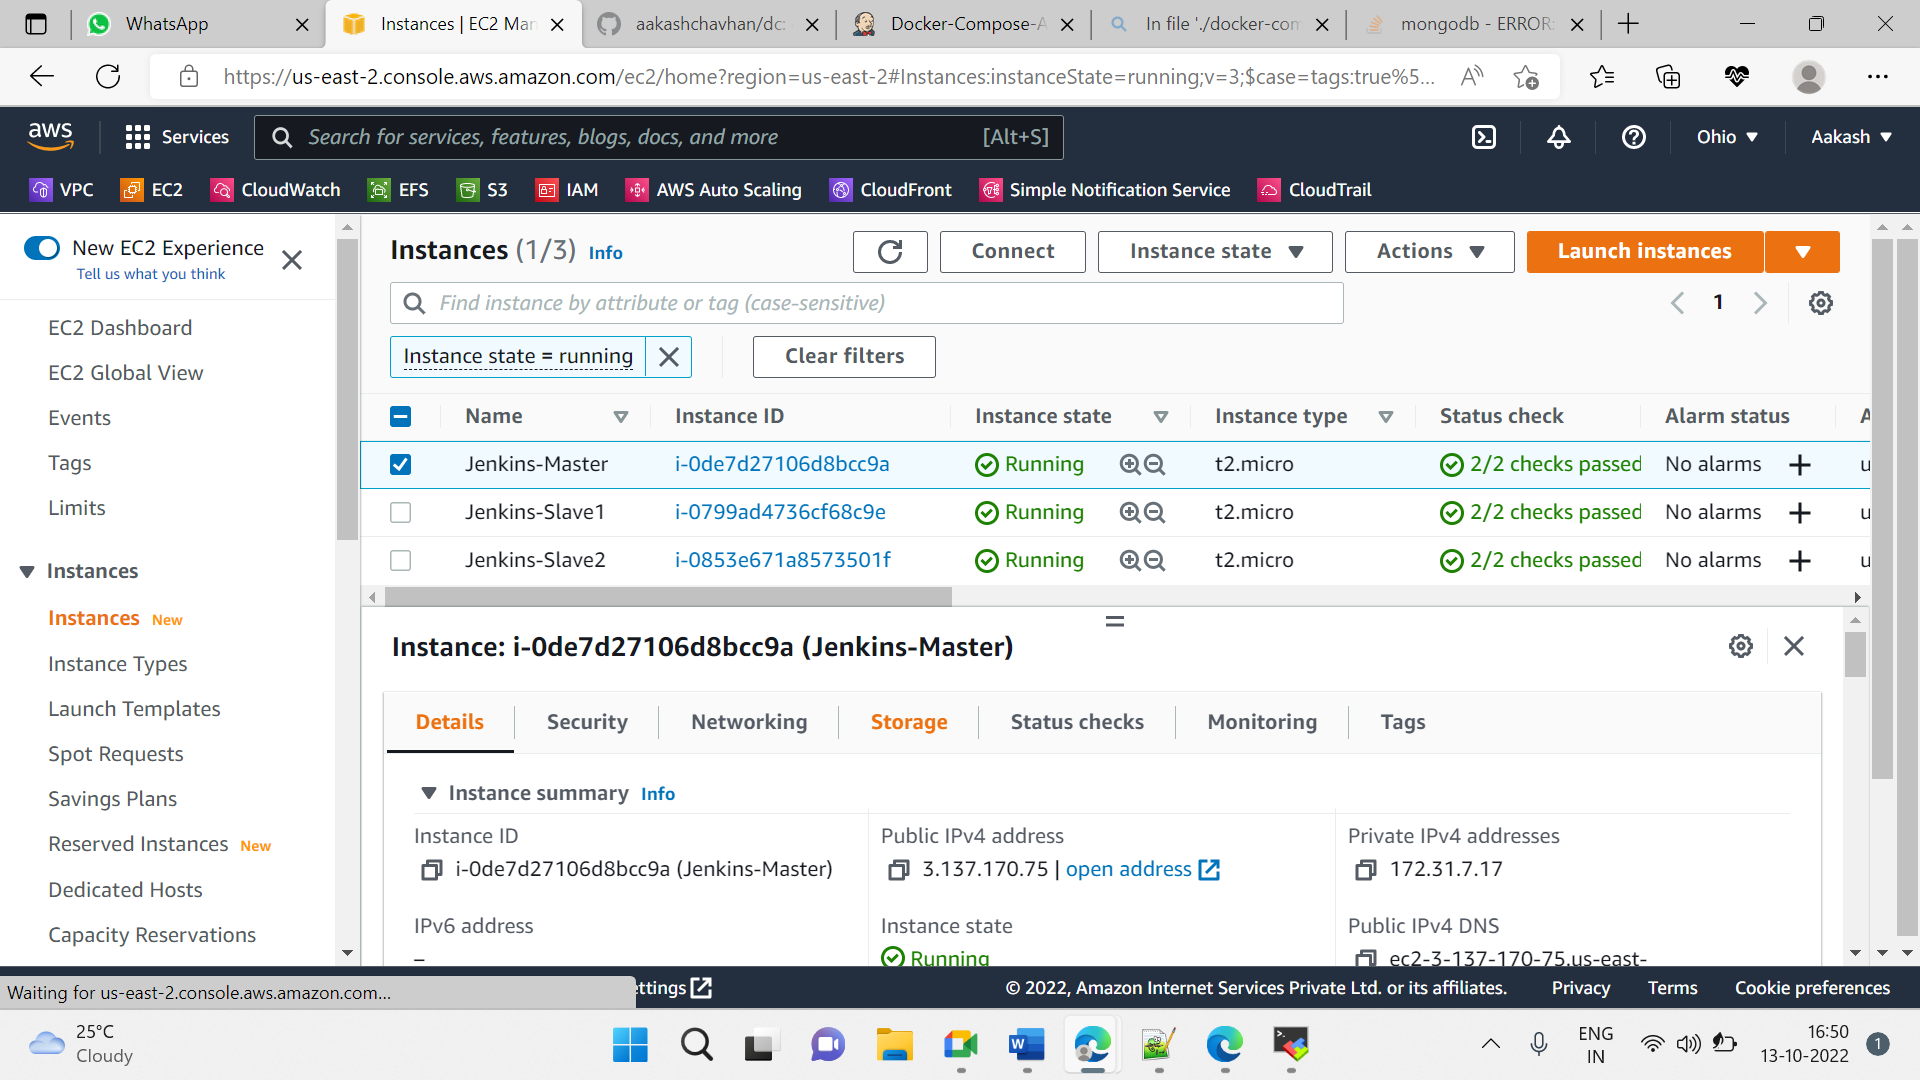 WhatsApp
Instances | EC2 Man
aakashchavhan/dc:
Docker-Compose-A
In file './docker-com
mongodb - ERROR:
https://us-east-2.console.aws.amazon.com/ec2/home?region=us-east-2#Instances:instanceState=running;v=3;$case=tags:true%5...
aws
Services
Search for services, features, blogs, docs, and more
[Alt+S]
Ohio
Aakash
VPC
EC2
CloudWatch
EFS
S3
IAM
AWS Auto Scaling
CloudFront
Simple Notification Service
CloudTrail
New EC2 Experience
Tell us what you think
EC2 Dashboard
EC2 Global View
Events
Tags
Limits
Instances
Instances New
Instance Types
Launch Templates
Spot Requests
Savings Plans
Reserved Instances New
Dedicated Hosts
Capacity Reservations
Instances (1/3) Info
Connect
Instance state
Actions
Launch instances
Find instance by attribute or tag (case-sensitive)
1
Instance state = running
Clear filters
Name Instance ID Instance state Instance type Status check Alarm status A
Jenkins-Master i-0de7d27106d8bcc9a Running t2.micro 2/2 checks passed No alarms u
Jenkins-Slave1 i-0799ad4736cf68c9e Running t2.micro 2/2 checks passed No alarms u
Jenkins-Slave2 i-0853e671a8573501f Running t2.micro 2/2 checks passed No alarms u
Instance: i-0de7d27106d8bcc9a (Jenkins-Master)
Details
Security
Networking
Storage
Status checks
Monitoring
Tags
Instance summary Info
Instance ID
i-0de7d27106d8bcc9a (Jenkins-Master)
Public IPv4 address
3.137.170.75 | open address
Private IPv4 addresses
172.31.7.17
IPv6 address
–
Instance state
Running
Public IPv4 DNS
ec2-3-137-170-75.us-east-
Waiting for us-east-2.console.aws.amazon.com...
ettings
© 2022, Amazon Internet Services Private Ltd. or its affiliates.
Privacy
Terms
Cookie preferences
25°C
Cloudy
ENG
IN
16:50
13-10-2022
1